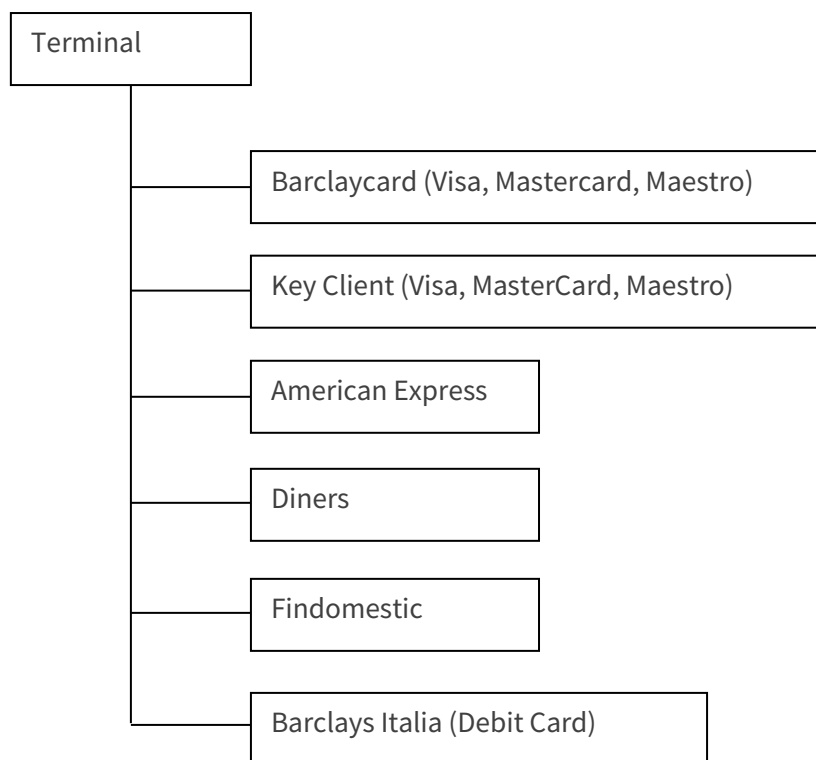 Terminal
Barclaycard (Visa, Mastercard, Maestro)
Key Client (Visa, MasterCard, Maestro)
American Express
Diners
Findomestic
Barclays Italia (Debit Card)